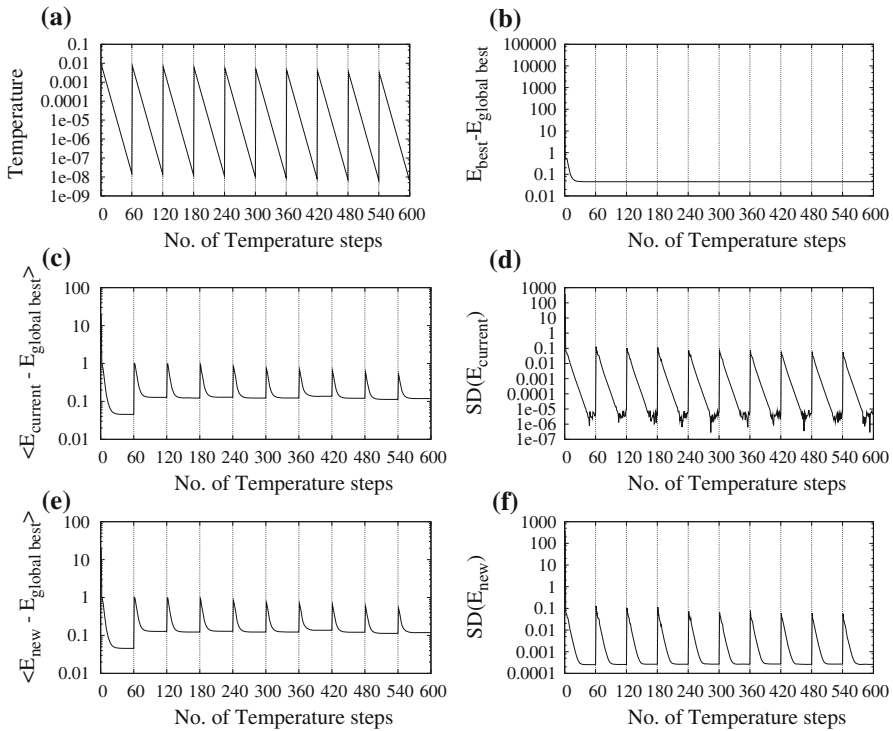 (a)
Temperature
0.1
0.01
0.001
0.0001
1e-05
1e-06
1e-07
1e-08
1e-09
0 60 120 180 240 300 360 420 480 540 600
No. of Temperature steps
(b)
E_best-E_global best
100000
10000
1000
100
10
1
0.1
0.01
0 60 120 180 240 300 360 420 480 540 600
No. of Temperature steps
(c)
<E_current - E_global best>
100
10
1
0.1
0.01
0 60 120 180 240 300 360 420 480 540 600
No. of Temperature steps
(d)
SD(E_current)
1000
100
10
1
0.1
0.01
0.001
0.0001
1e-05
1e-06
1e-07
0 60 120 180 240 300 360 420 480 540 600
No. of Temperature steps
(e)
<E_new - E_global best>
100
10
1
0.1
0.01
0 60 120 180 240 300 360 420 480 540 600
No. of Temperature steps
(f)
SD(E_new)
1000
100
10
1
0.1
0.01
0.001
0.0001
0 60 120 180 240 300 360 420 480 540 600
No. of Temperature steps